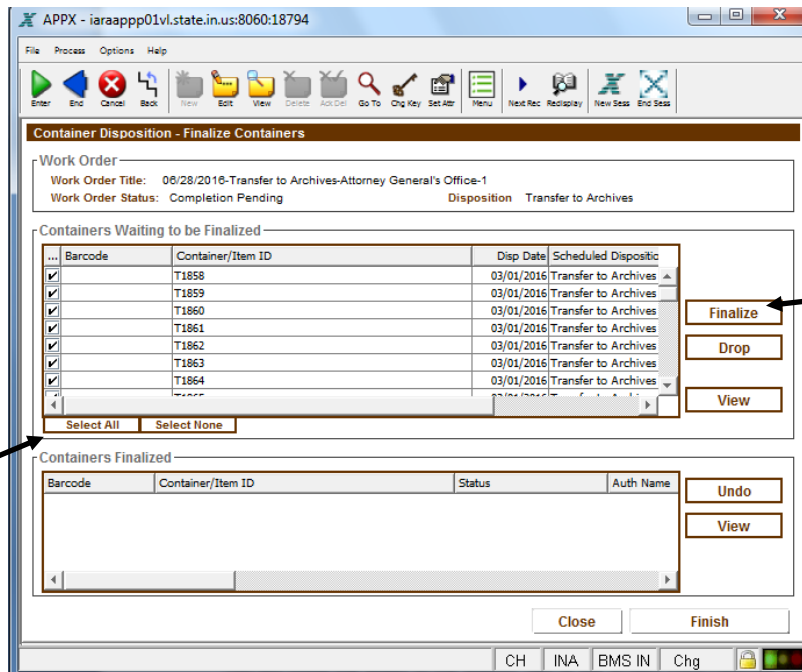 APPX - iaraappp01vl.state.in.us:8060:18794
File Process Options Help
Enter End Cancel Back New Edit View Delete Ack Del Go To Chg Key Set Attr Menu Next Rec Redisplay New Sess End Sess
Container Disposition - Finalize Containers
Work Order
Work Order Title: 06/28/2016-Transfer to Archives-Attorney General's Office-1
Work Order Status: Completion Pending Disposition Transfer to Archives
Containers Waiting to be Finalized
... Barcode Container/Item ID Disp Date Scheduled Dispositic
T1858 03/01/2016 Transfer to Archives
T1859 03/01/2016 Transfer to Archives
T1860 03/01/2016 Transfer to Archives
Finalize
T1861 03/01/2016 Transfer to Archives
T1862 03/01/2016 Transfer to Archives
Drop
T1863 03/01/2016 Transfer to Archives
T1864 03/01/2016 Transfer to Archives
View
Select All Select None
Containers Finalized
Barcode Container/Item ID Status Auth Name
Undo
View
Close Finish
CH INA BMS IN Chg